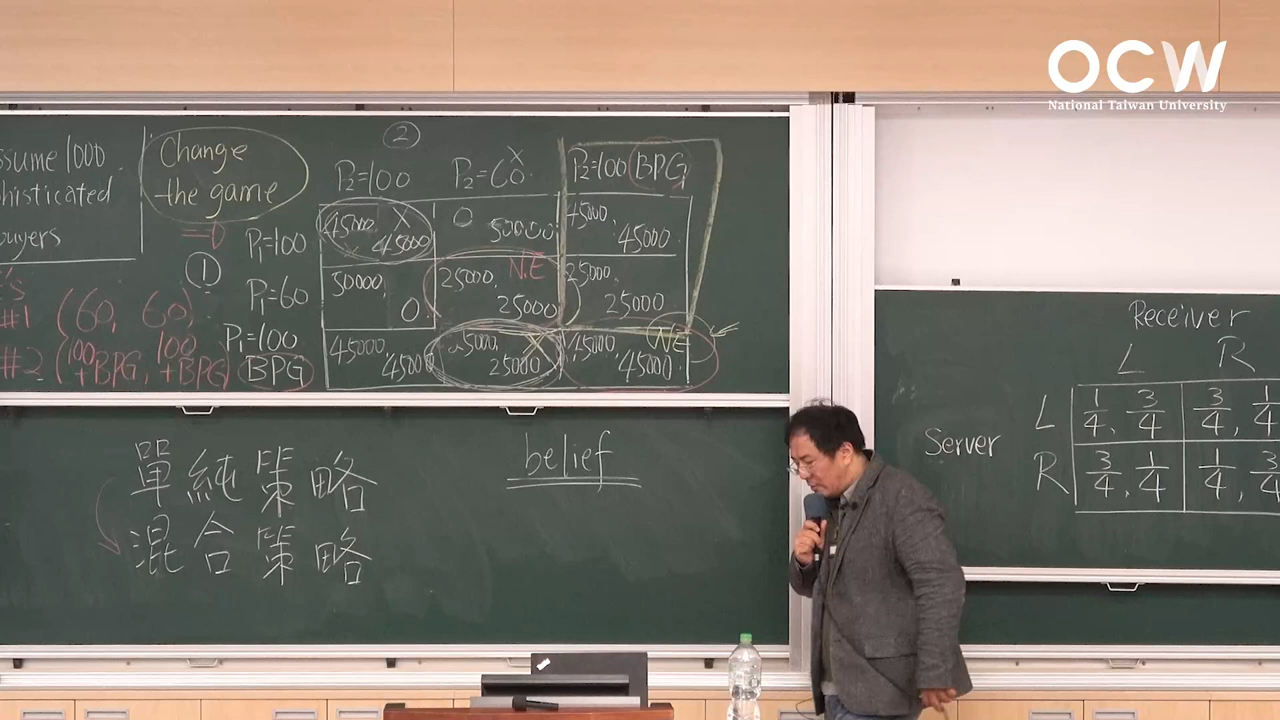 OCW
National Taiwan University
ssume 1000
phisticated
buyers
Change
the game
②
P₂=100 P₂=60 X P₂=100 BPG
①
P₁=100 45000, X 45000 0 50000 45000, 45000
P₁=60 50000, 0 25000, N.E 25000 25000, 25000
P₁=100 BPG 45000, 45000 25000, 25000 X 45000, NE 45000
's
#1 (60, 60)
#2 (100+BPG, 100+BPG)
單純策略
混合策略
belief
Receiver
L R
Server
L 1/4, 3/4 3/4, 1/4
R 3/4, 1/4 1/4, 3/4